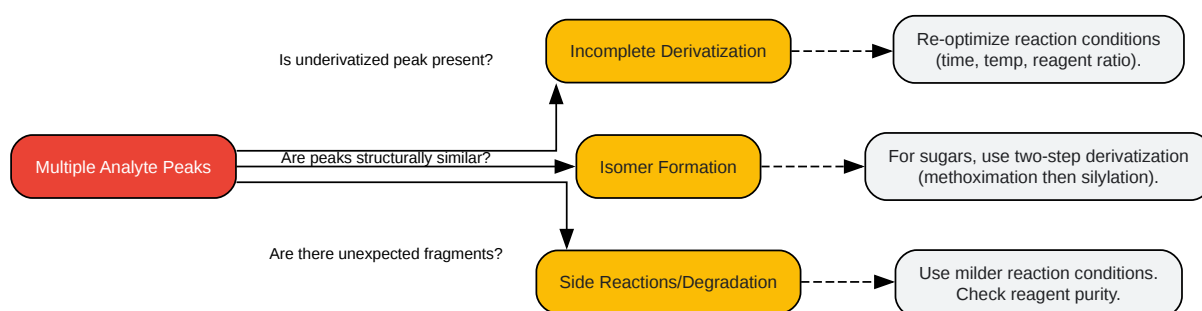 Is underivatized peak present?
Incomplete Derivatization
Re-optimize reaction conditions
(time, temp, reagent ratio).
Multiple Analyte Peaks
Are peaks structurally similar?
Isomer Formation
For sugars, use two-step derivatization
(methoximation then silylation).
Are there unexpected fragments?
Side Reactions/Degradation
Use milder reaction conditions.
Check reagent purity.